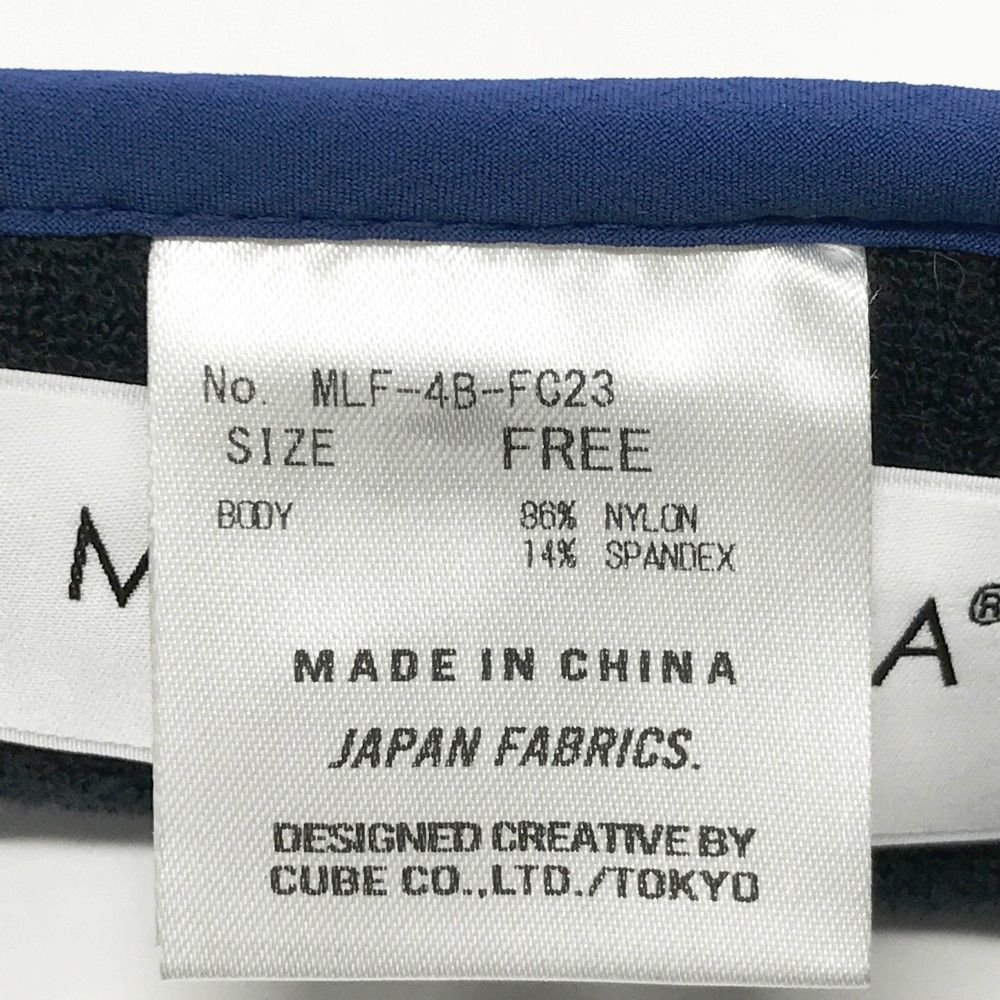 No. MLF-4B-FC23
SIZE FREE
BODY 86% NYLON
14% SPANDEX
MADE IN CHINA
JAPAN FABRICS.
DESIGNED CREATIVE BY
CUBE CO.,LTD./TOKYO